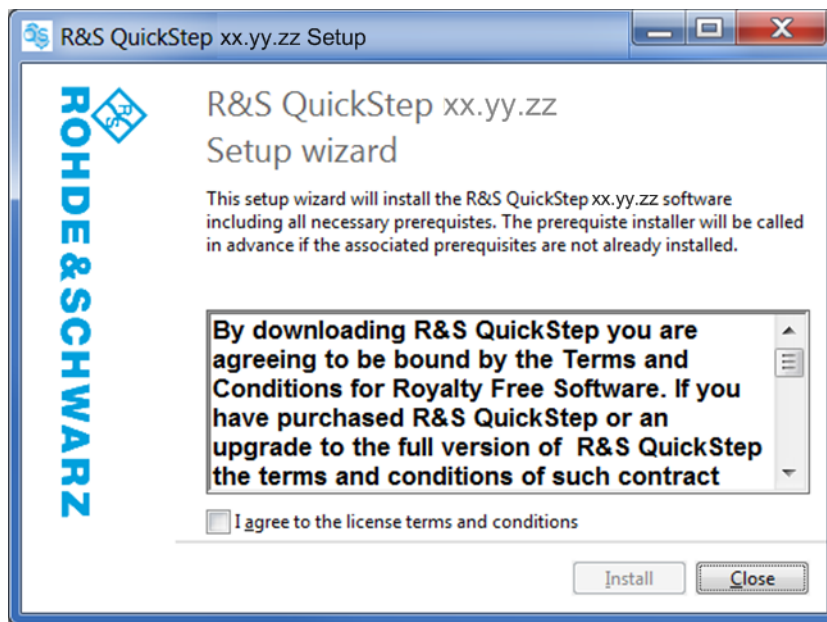 R&S QuickStep xx.yy.zz Setup
ROHDE&SCHWARZ
R&S
R&S QuickStep xx.yy.zz
Setup wizard
This setup wizard will install the R&S QuickStep xx.yy.zz software
including all necessary prerequistes. The prerequiste installer will be called
in advance if the associated prerequisites are not already installed.
By downloading R&S QuickStep you are
agreeing to be bound by the Terms and
Conditions for Royalty Free Software. If you
have purchased R&S QuickStep or an
upgrade to the full version of R&S QuickStep
the terms and conditions of such contract
I agree to the license terms and conditions
Install
Close